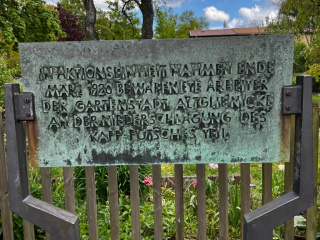 IN AKTIONSEINHEIT NAHMEN ENDE
MÄRZ 1920 BEWAFFNETE ARBEITER
DER GARTENSTADT ALTGLIENICKE
AN DER NIEDERSCHLAGUNG DES
KAPP-PUTSCHES TEIL